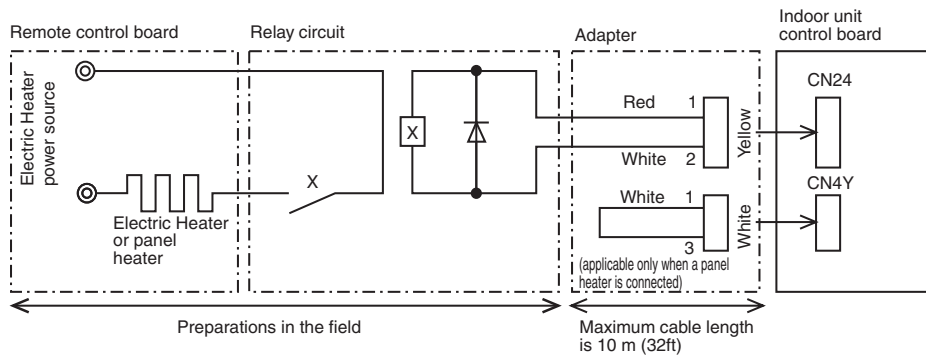 Remote control board
Relay circuit
Adapter
Indoor unit
control board
Electric Heater
power source
Electric Heater
or panel
heater
X
X
Red 1
White 2
Yellow
White 1
3
White
(applicable only when a panel
heater is connected)
CN24
CN4Y
Preparations in the field
Maximum cable length
is 10 m (32ft)